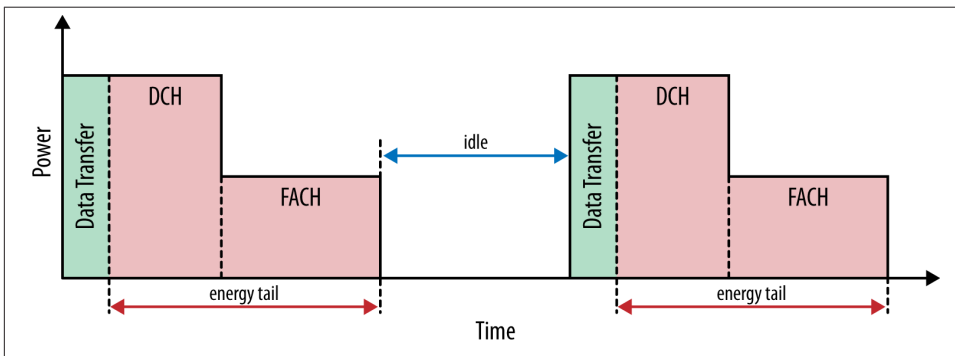 Power
Data Transfer
DCH
FACH
idle
Data Transfer
DCH
FACH
energy tail
energy tail
Time